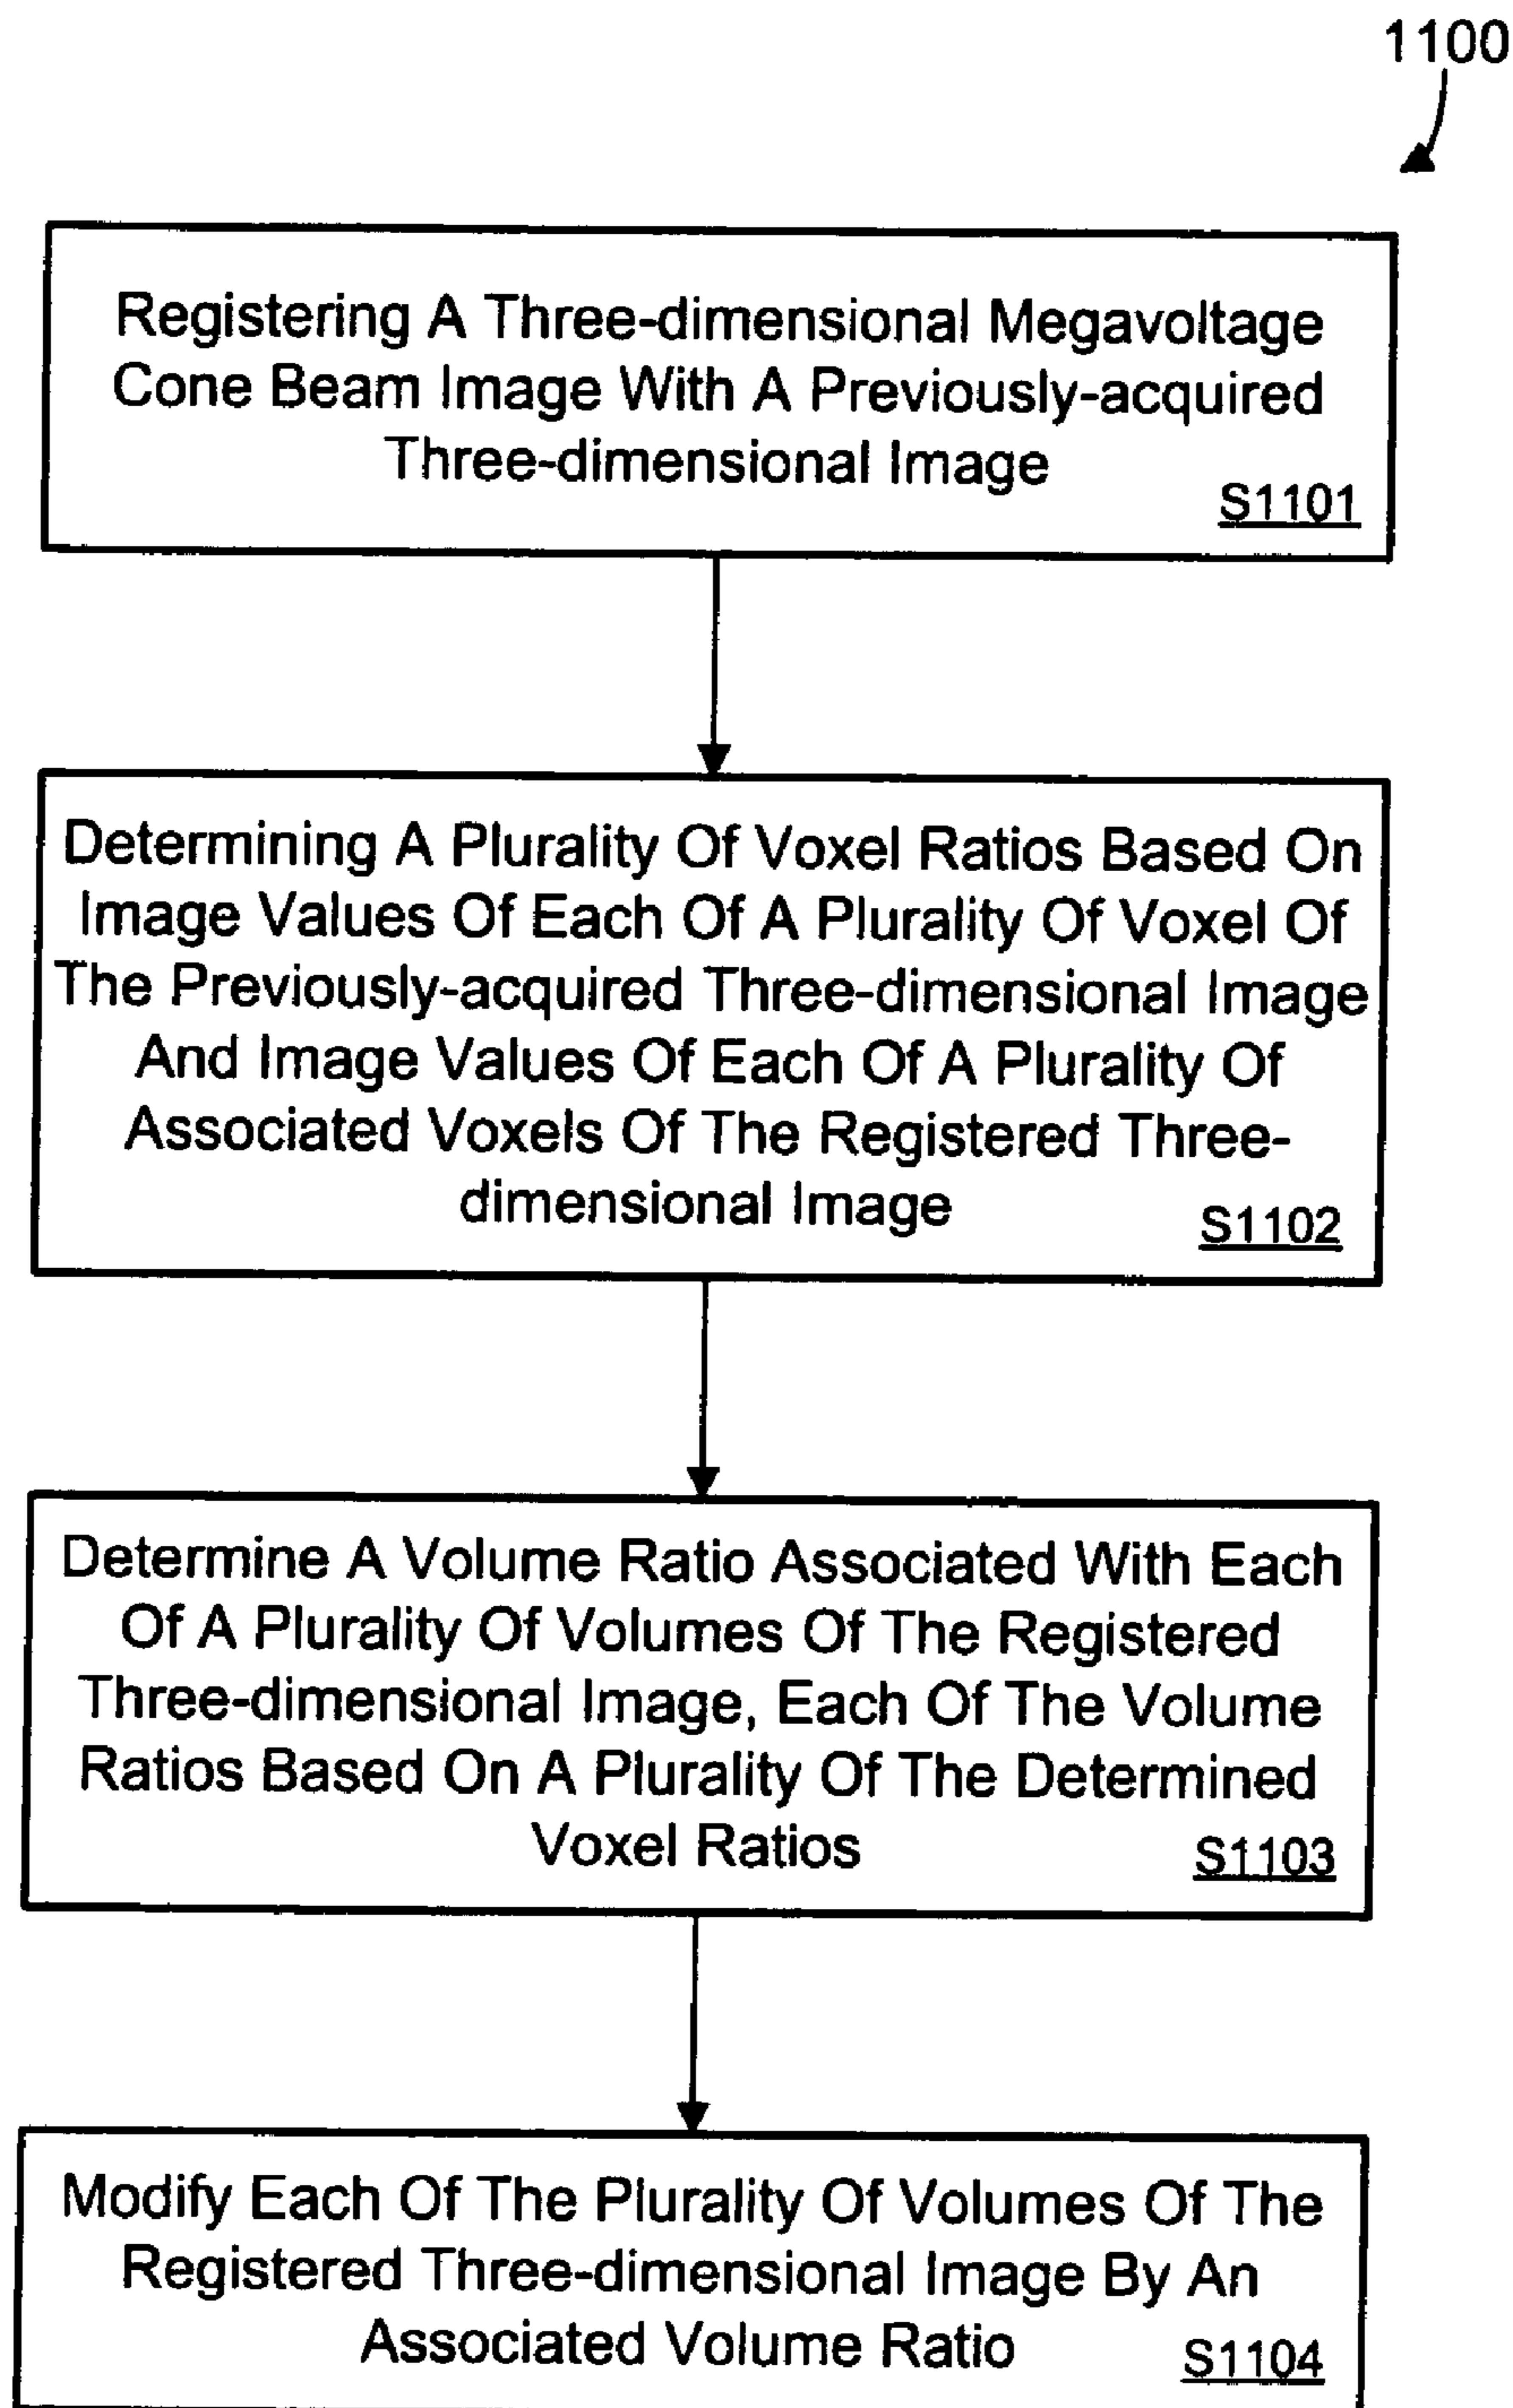 1100
Registering A Three-dimensional Megavoltage
Cone Beam Image With A Previously-acquired
Three-dimensional Image
S1101
Determining A Plurality Of Voxel Ratios Based On
Image Values Of Each Of A Plurality Of Voxel Of
The Previously-acquired Three-dimensional Image
And Image Values Of Each Of A Plurality Of
Associated Voxels Of The Registered Three-
dimensional Image
S1102
Determine A Volume Ratio Associated With Each
Of A Plurality Of Volumes Of The Registered
Three-dimensional Image, Each Of The Volume
Ratios Based On A Plurality Of The Determined
Voxel Ratios
S1103
Modify Each Of The Plurality Of Volumes Of The
Registered Three-dimensional Image By An
Associated Volume Ratio
S1104